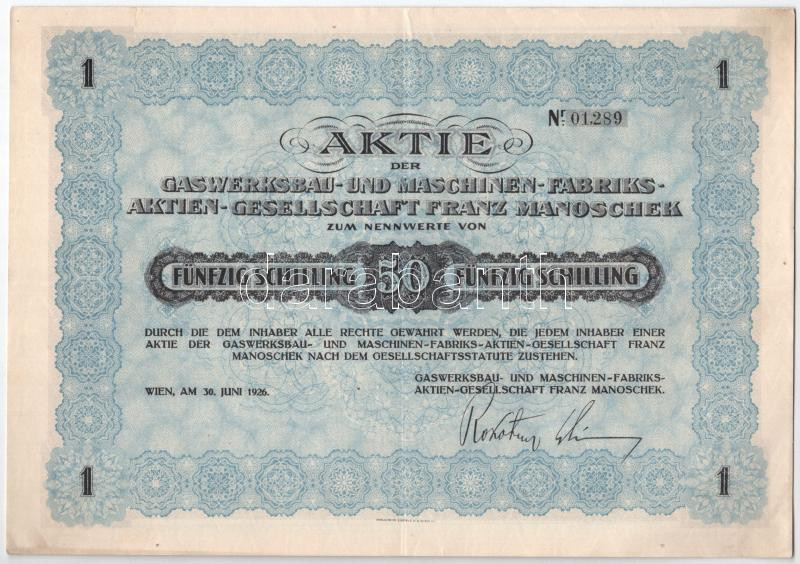 1 1
Nr. 01.289
AKTIE
DER
GASWERKSBAU- UND MASCHINEN-FABRIKS-
AKTIEN-GESELLSCHAFT FRANZ MANOSCHEK
ZUM NENNWERTE VON
FÜNFZIG SCHILLING 50 FÜNFZIG SCHILLING
darabanth
DURCH DIE DEM INHABER ALLE RECHTE GEWÄHRT WERDEN, DIE JEDEM INHABER EINER
AKTIE DER GASWERKSBAU- UND MASCHINEN-FABRIKS-AKTIEN-GESELLSCHAFT FRANZ
MANOSCHEK NACH DEM GESELLSCHAFTSSTATUTE ZUSTEHEN.
WIEN, AM 30. JUNI 1926.
GASWERKSBAU- UND MASCHINEN-FABRIKS-
AKTIEN-GESELLSCHAFT FRANZ MANOSCHEK.
1 1